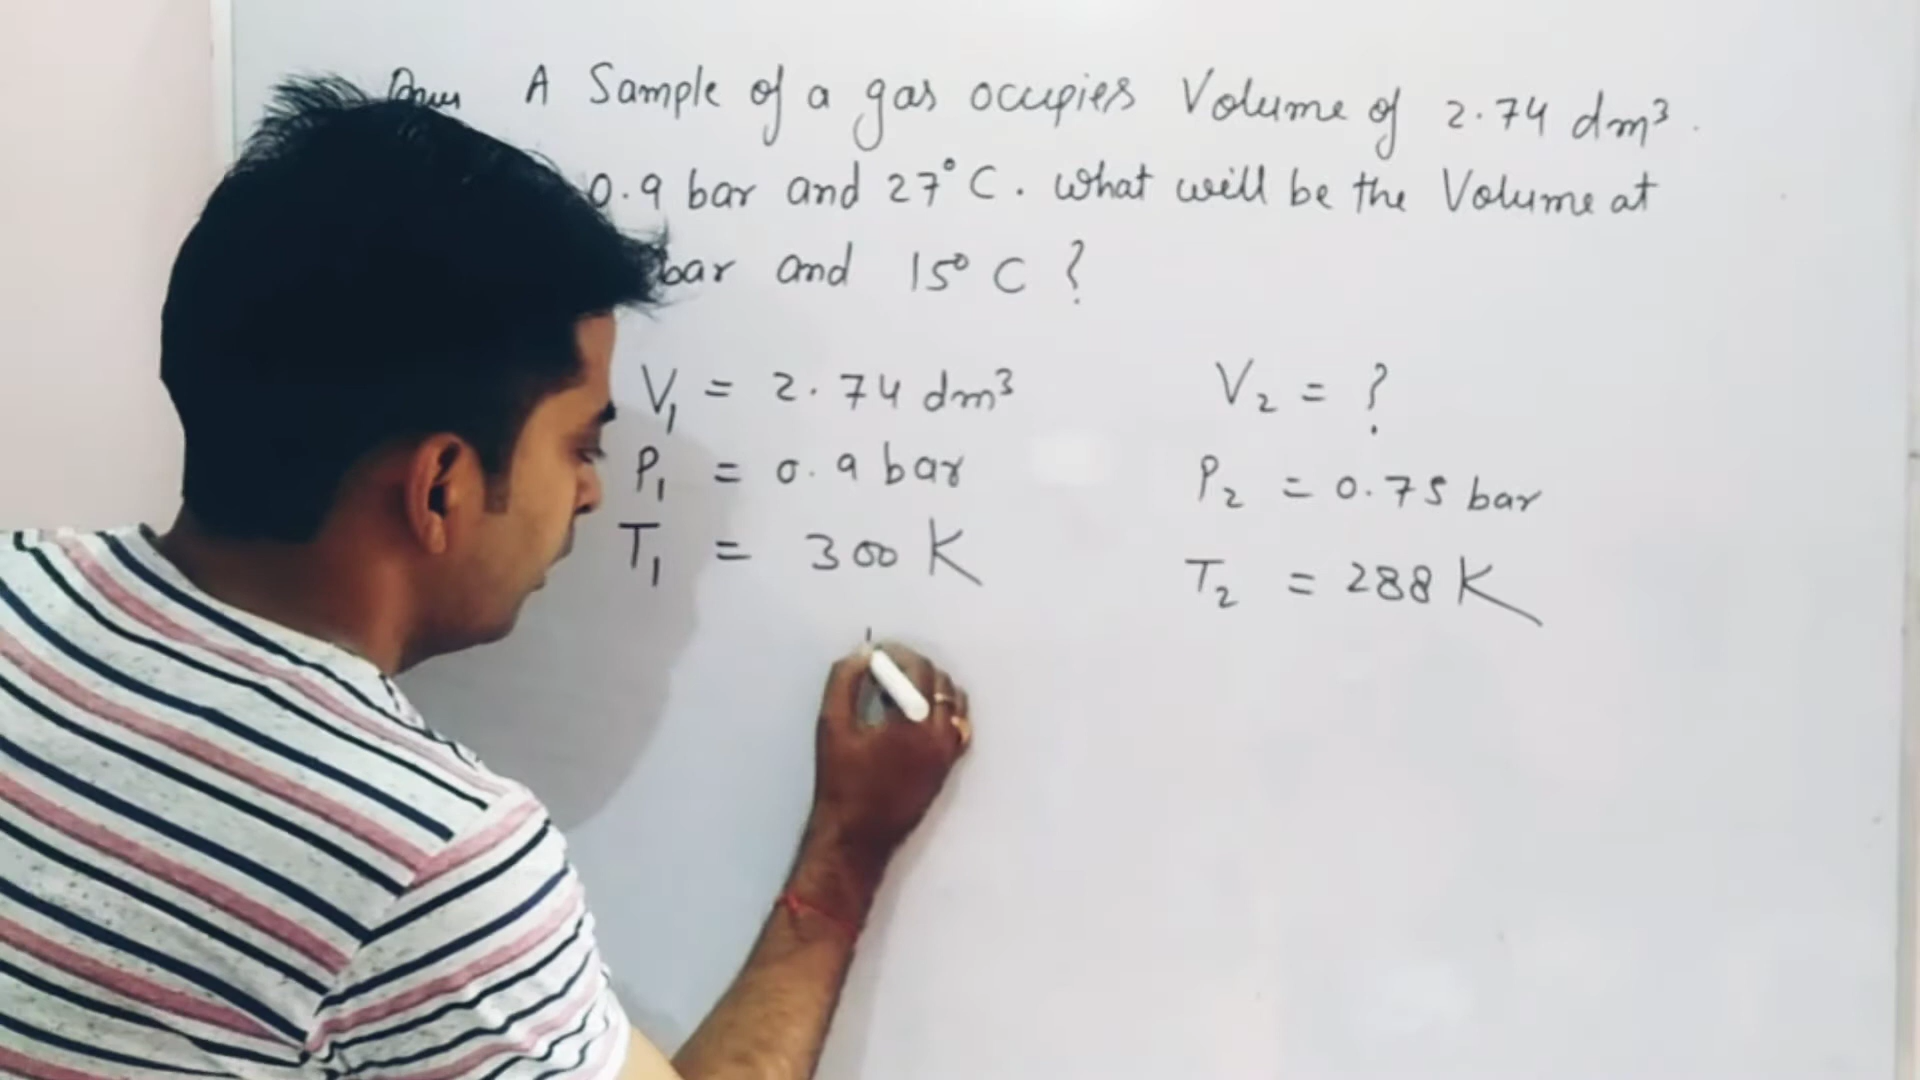 Ques A Sample of a gas occupies Volume of 2.74 dm³.
0.9 bar and 27°C. What will be the Volume at
bar and 15°C?
V₁ = 2.74 dm³
P₁ = 0.9 bar
T₁ = 300 K
V₂ = ?
P₂ = 0.75 bar
T₂ = 288 K